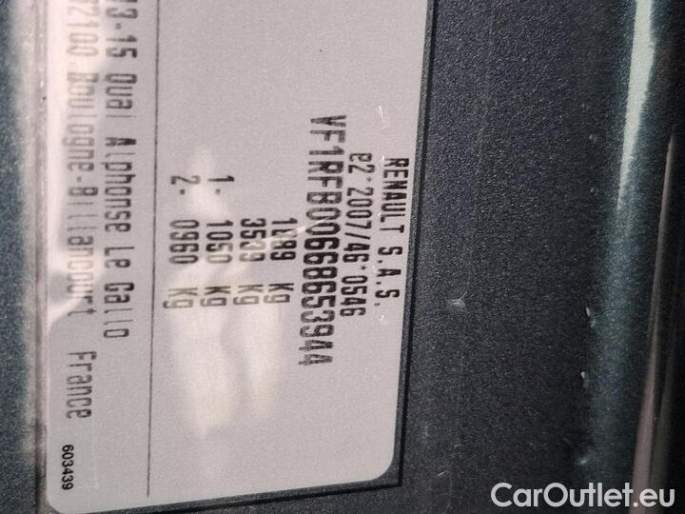 RENAULT S.A.S.
e2*2007/46*0546
VF1RFB00668653944
Kg
3539 Kg
1: 1050 Kg
2: 0960 Kg
13-15 Quai Alphonse Le Gallo
92100 Boulogne-Billancourt France
603439
CarOutlet.eu